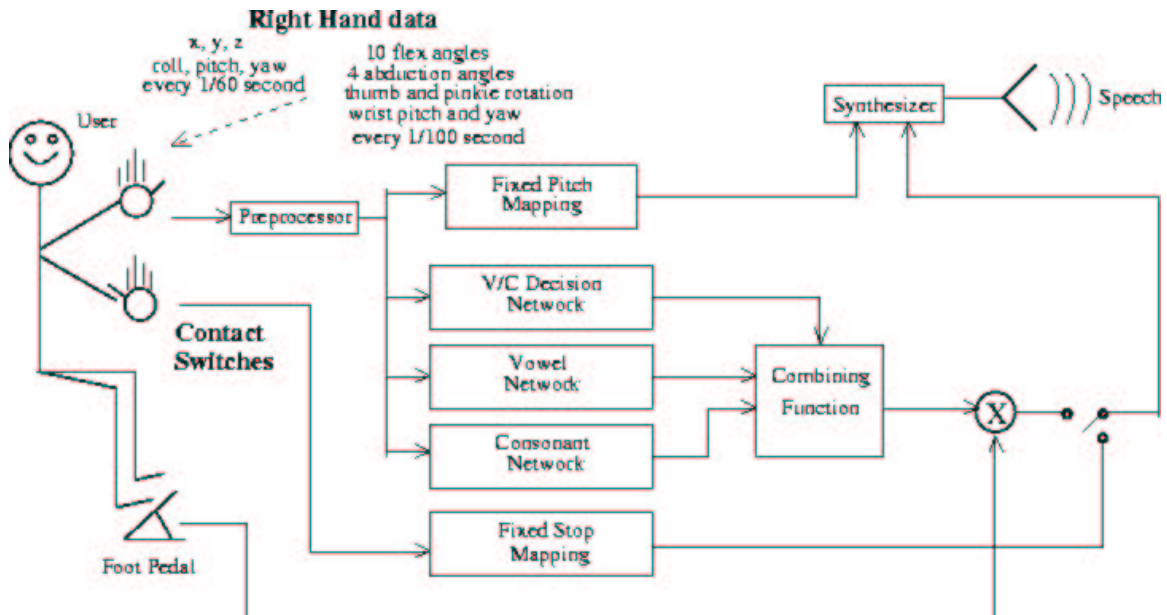 Right Hand data
x, y, z
roll, pitch, yaw
every 1/60 second
10 flex angles
4 abduction angles
thumb and pinkie rotation
wrist pitch and yaw
every 1/100 second
User
Synthesizer
Speech
Preprocessor
Fixed Pitch
Mapping
V/C Decision
Network
Contact
Switches
Vowel
Network
Combining
Function
X
Consonant
Network
Fixed Stop
Mapping
Foot Pedal